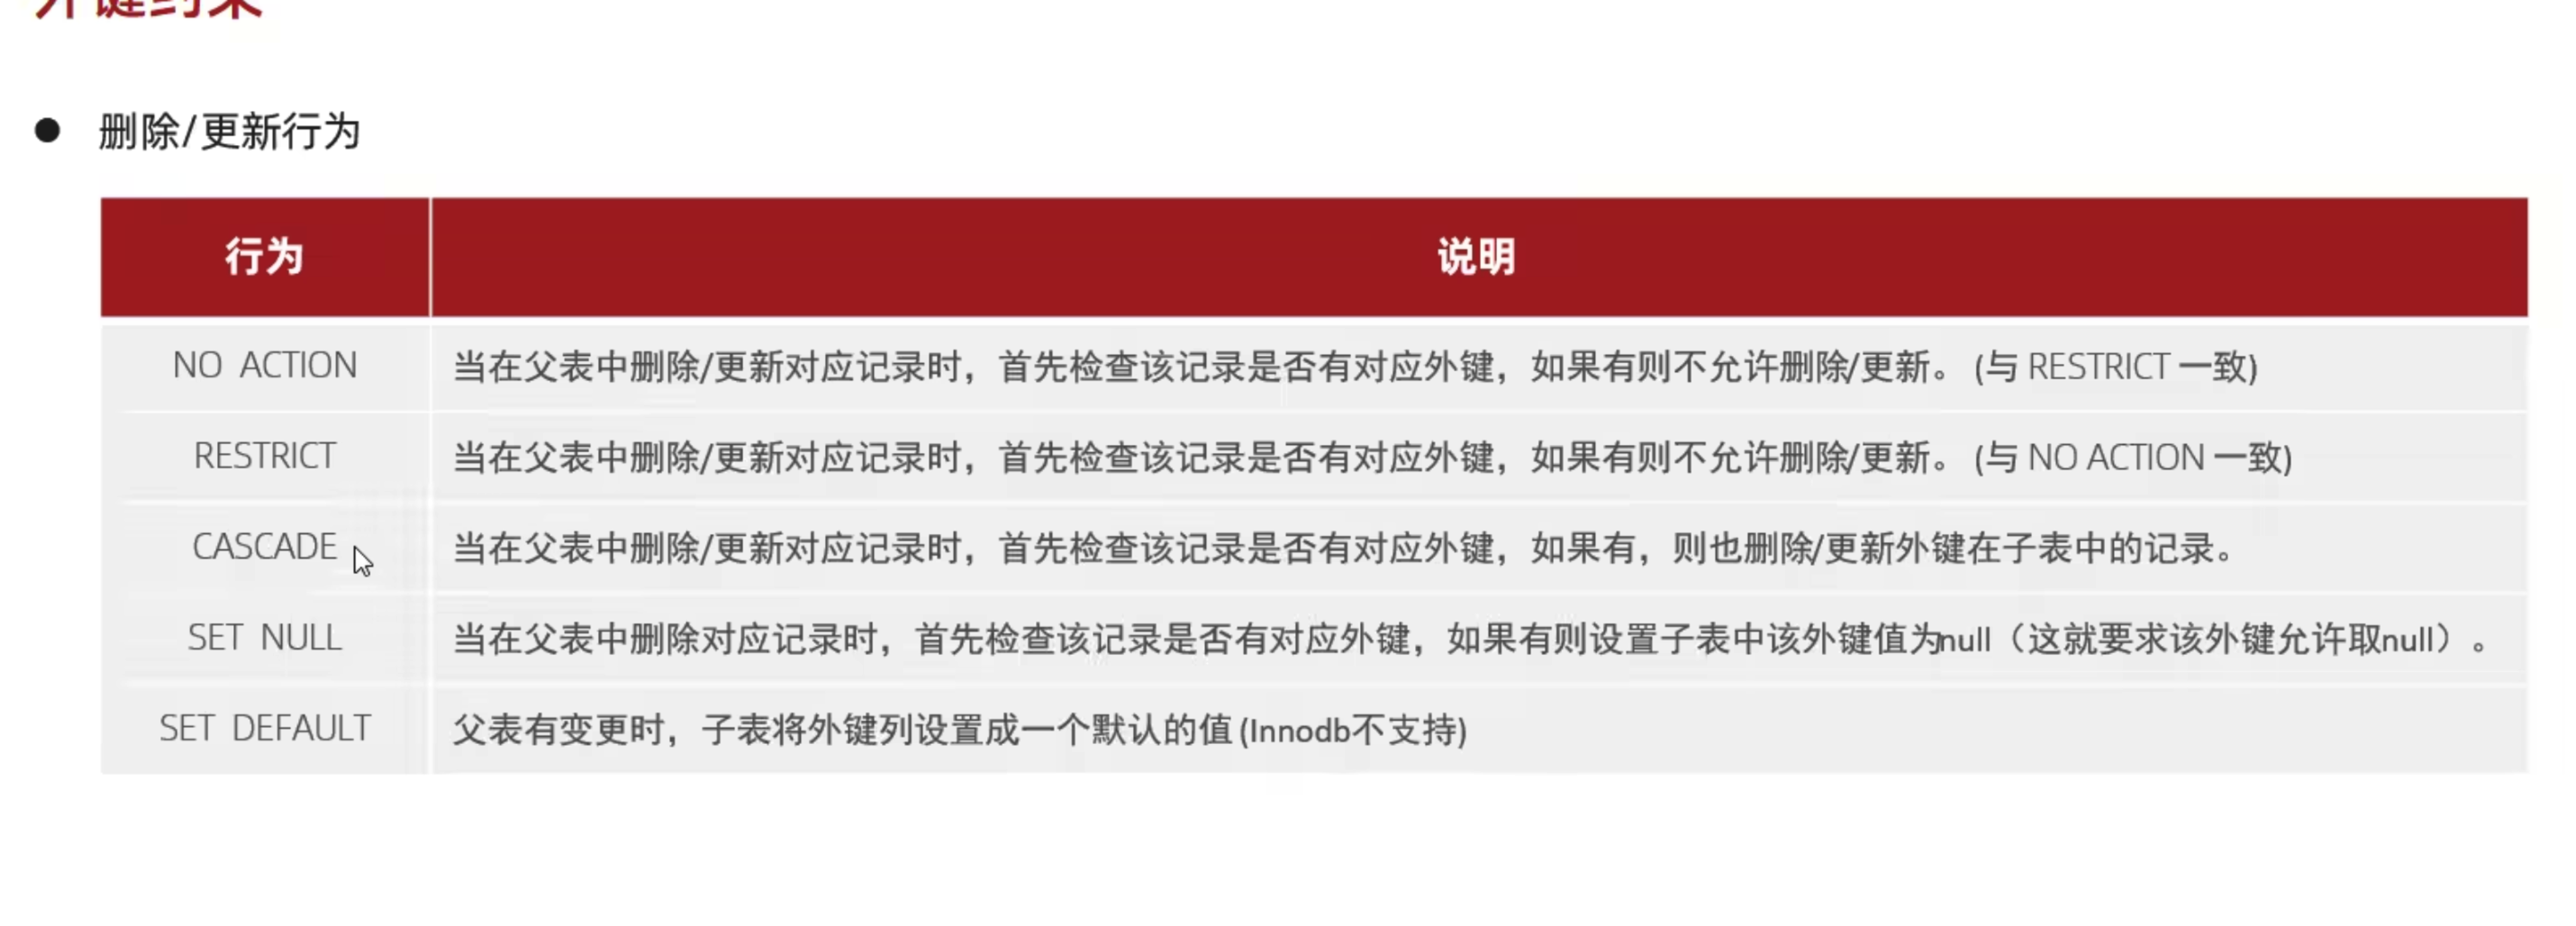 外键约束
删除/更新行为
行为 说明
NO ACTION 当在父表中删除/更新对应记录时，首先检查该记录是否有对应外键，如果有则不允许删除/更新。(与 RESTRICT 一致)
RESTRICT 当在父表中删除/更新对应记录时，首先检查该记录是否有对应外键，如果有则不允许删除/更新。(与 NO ACTION 一致)
CASCADE 当在父表中删除/更新对应记录时，首先检查该记录是否有对应外键，如果有，则也删除/更新外键在子表中的记录。
SET NULL 当在父表中删除对应记录时，首先检查该记录是否有对应外键，如果有则设置子表中该外键值为null（这就要求该外键允许取null）。
SET DEFAULT 父表有变更时，子表将外键列设置成一个默认的值(Innodb不支持)